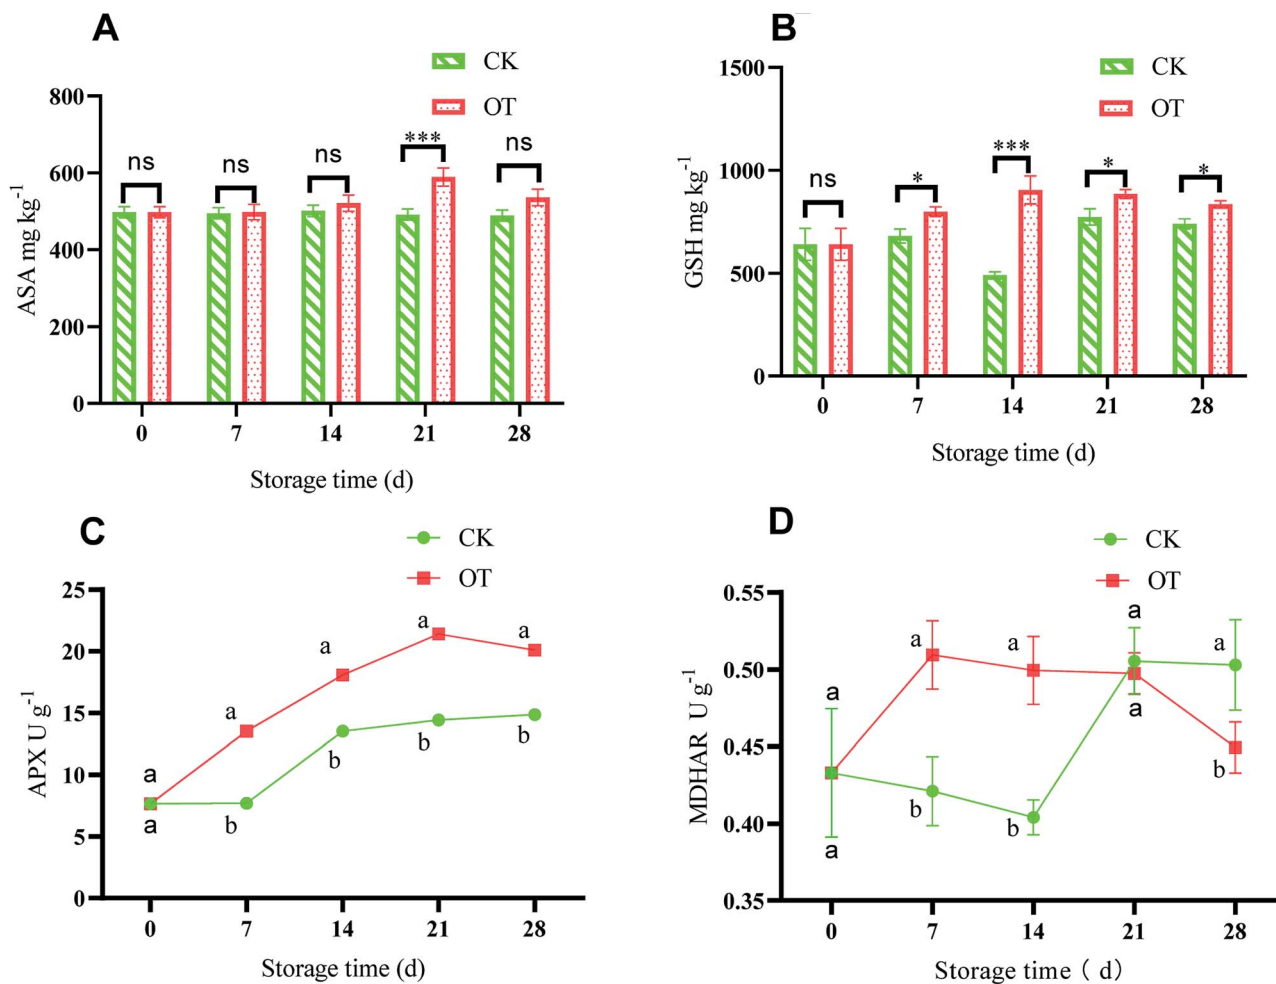 A
CK
OT
800
600
400
200
0
ASA mg kg-1
ns
ns
ns
***
ns
0 7 14 21 28
Storage time (d)
B
CK
OT
1500
1000
500
0
GSH mg kg-1
ns
*
***
*
*
0 7 14 21 28
Storage time (d)
C
CK
OT
25
20
15
10
5
0
APX U g-1
a a a a a
a b b b b
0 7 14 21 28
Storage time (d)
D
CK
OT
0.55
0.50
0.45
0.40
0.35
MDHAR U g-1
a a a a a
a b b a b
0 7 14 21 28
Storage time ( d)